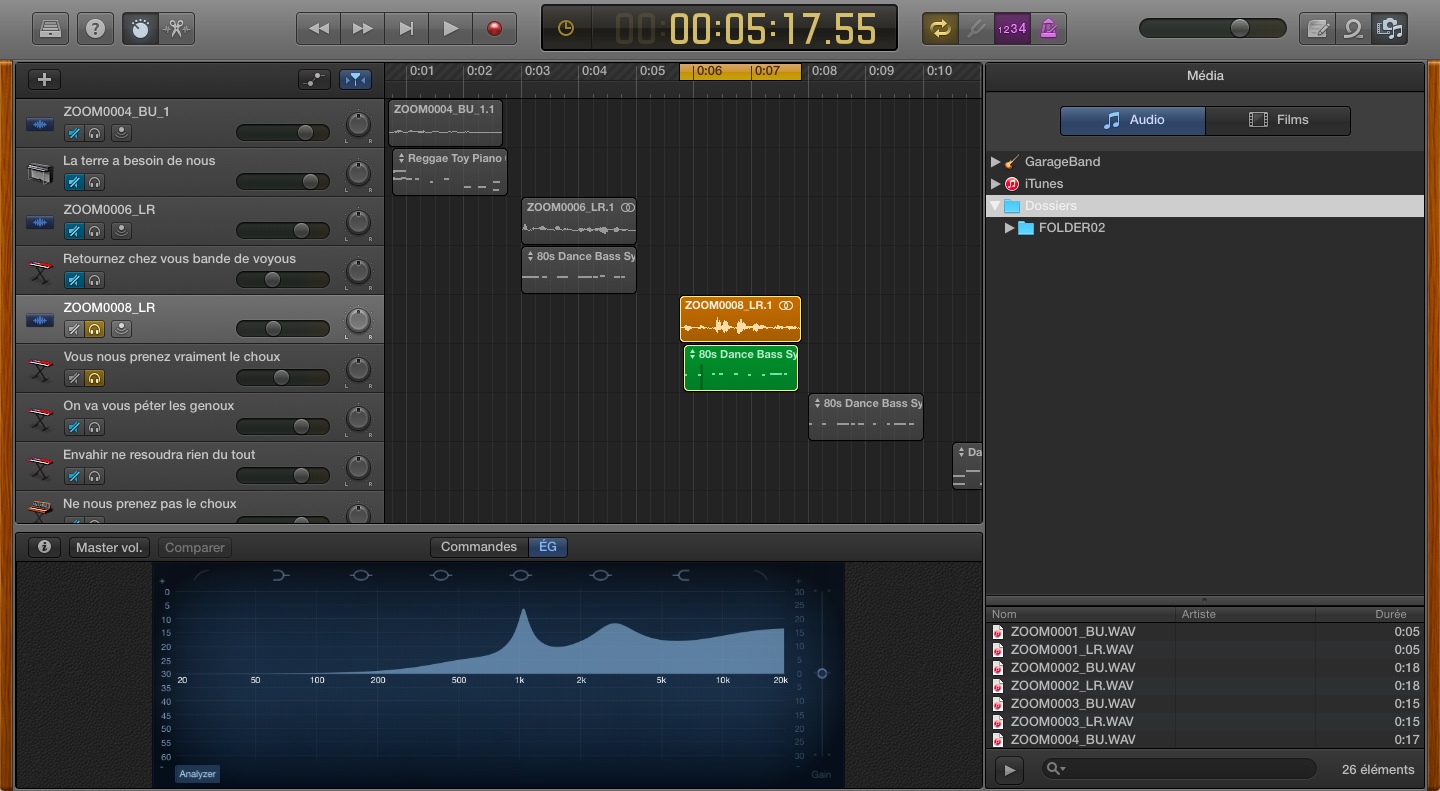 00:00:05:17.55
1234
0:01 0:02 0:03 0:04 0:05 0:06 0:07 0:08 0:09 0:10
ZOOM0004_BU_1
L R
ZOOM0004_BU_1.1
La terre a besoin de nous
L R
Reggae Toy Piano
ZOOM0006_LR
L R
ZOOM0006_LR.1
Retournez chez vous bande de voyous
L R
80s Dance Bass Sy
ZOOM0008_LR
L R
ZOOM0008_LR.1
Vous nous prenez vraiment le choux
L R
80s Dance Bass Sy
On va vous péter les genoux
L R
80s Dance Bass Sy
Envahir ne resoudra rien du tout
L R
Da
Ne nous prenez pas le choux
Master vol. Comparer Commandes ÉG
+ +
0 30
5 25
10 20
15 15
20 10
25 5
30 0
20 50 100 200 500 1k 2k 5k 10k 20k
35 5
40 10
45 15
50 20
55 25
60 30
- -
Analyzer Gain
Média
Audio Films
GarageBand
iTunes
Dossiers
FOLDER02
Nom Artiste Durée
ZOOM0001_BU.WAV 0:05
ZOOM0001_LR.WAV 0:05
ZOOM0002_BU.WAV 0:18
ZOOM0002_LR.WAV 0:18
ZOOM0003_BU.WAV 0:15
ZOOM0003_LR.WAV 0:15
ZOOM0004_BU.WAV 0:17
26 éléments